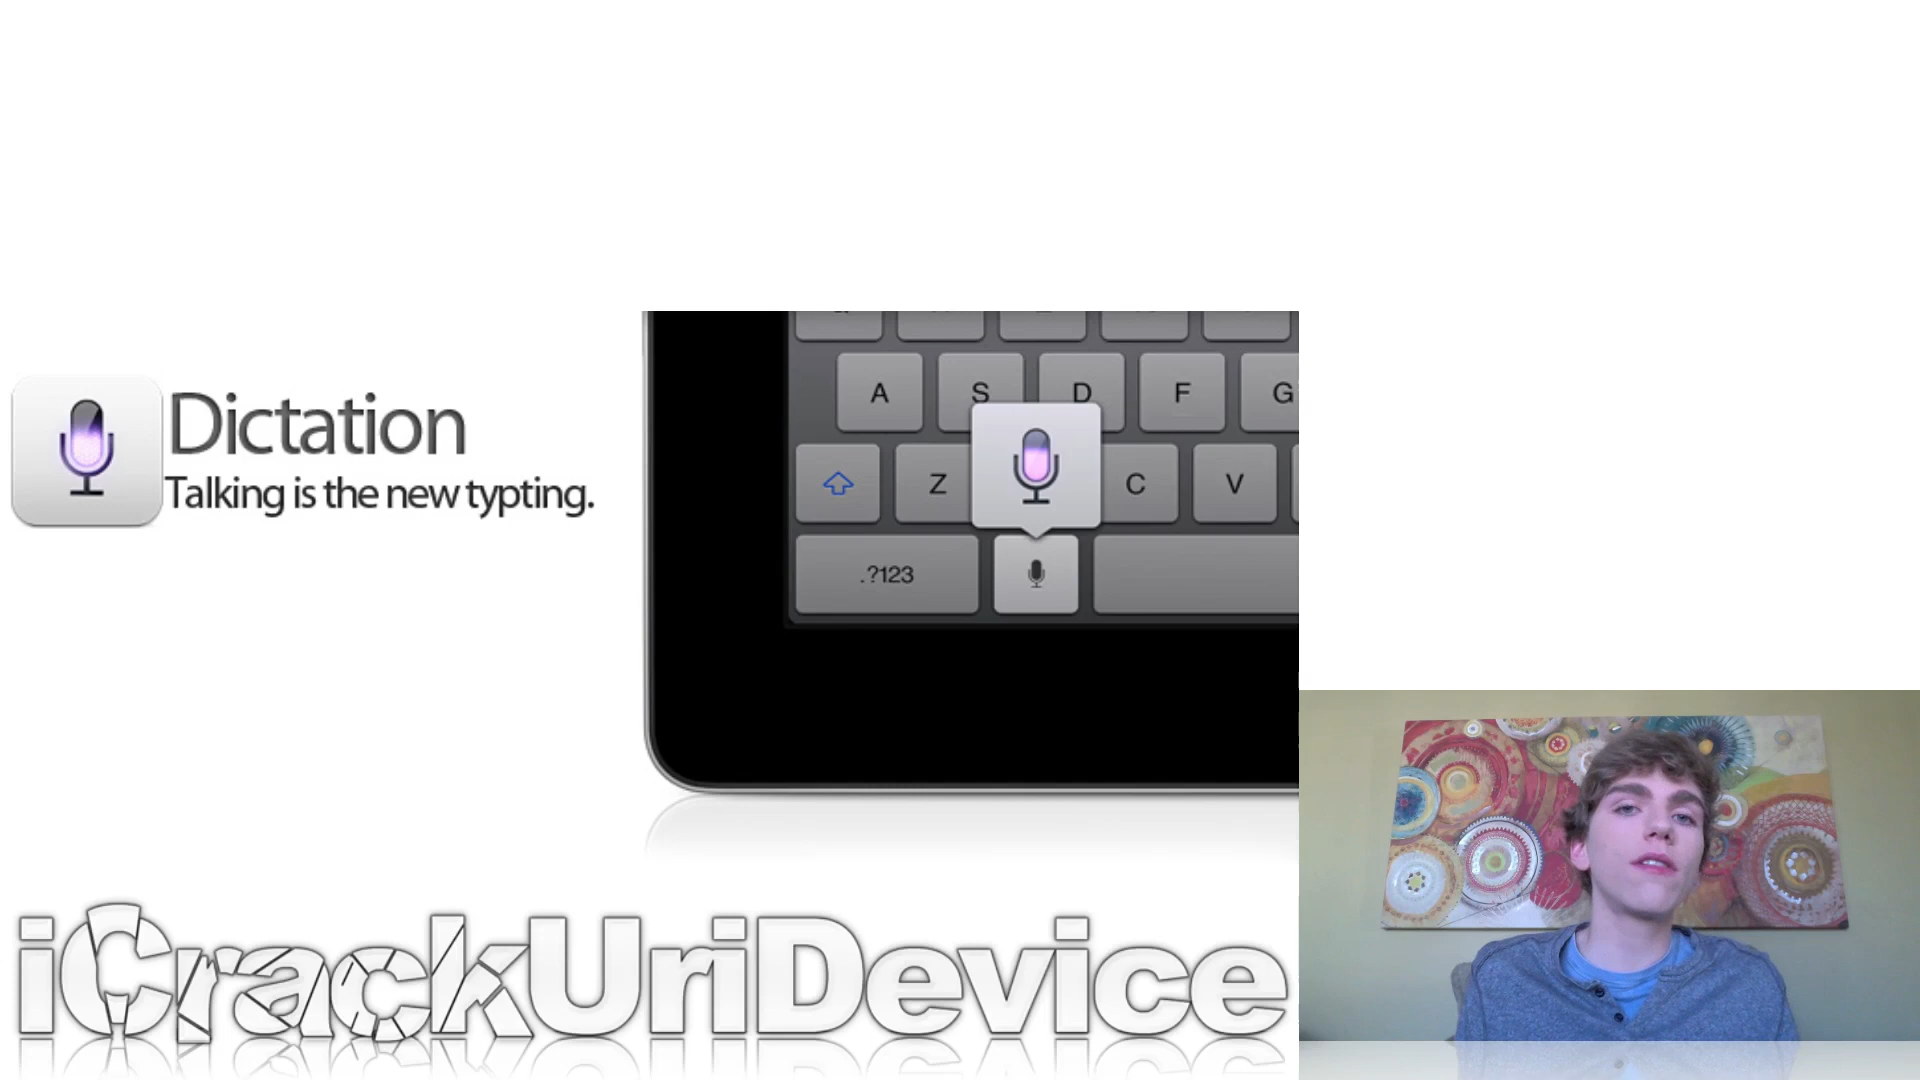 Dictation
Talking is the new typting.
A S D F G
Z C V
.?123
iCrackUriDevice